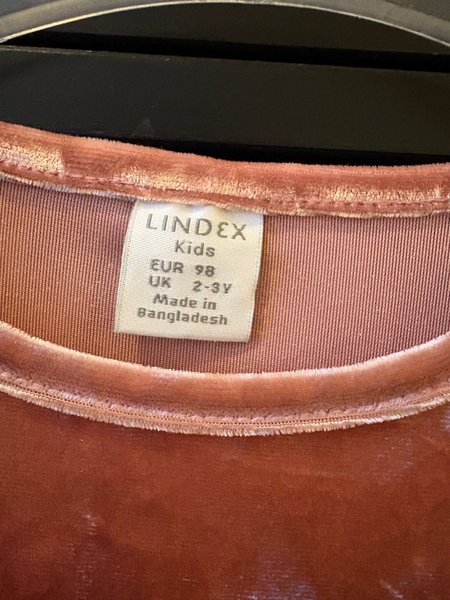 LINDEX
Kids
EUR 98
UK 2-3Y
Made in
Bangladesh